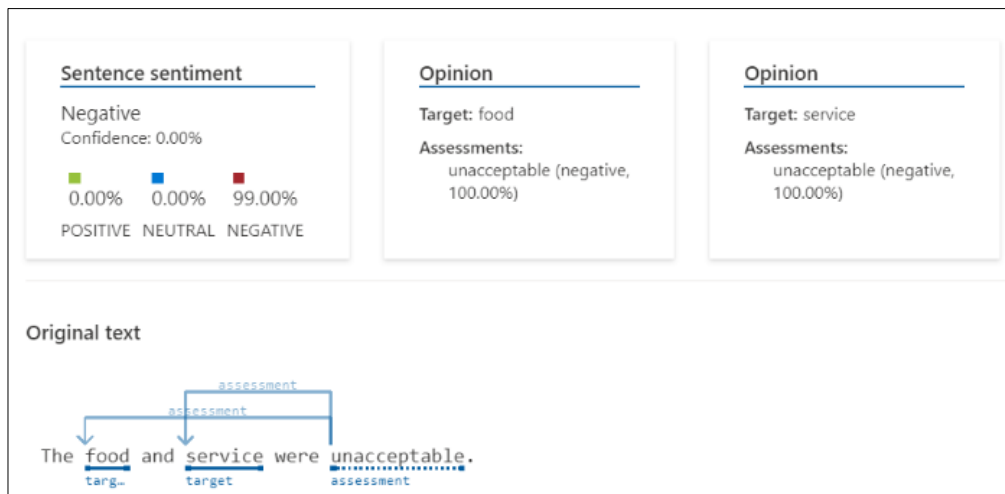 Sentence sentiment
Negative
Confidence: 0.00%
0.00% 0.00% 99.00%
POSITIVE NEUTRAL NEGATIVE
Opinion
Target: food
Assessments:
unacceptable (negative,
100.00%)
Opinion
Target: service
Assessments:
unacceptable (negative,
100.00%)
Original text
assessment
assessment
The food and service were unacceptable.
targ... target assessment